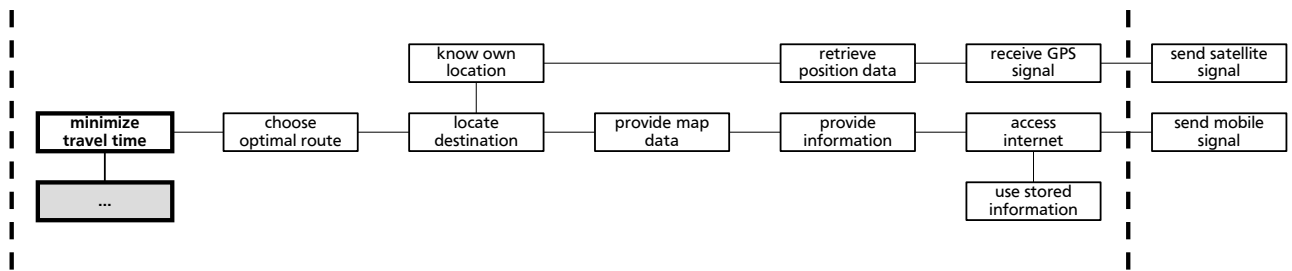 know own
location
retrieve
position data
receive GPS
signal
send satellite
signal
minimize
travel time
choose
optimal route
locate
destination
provide map
data
provide
information
access
internet
send mobile
signal
...
use stored
information